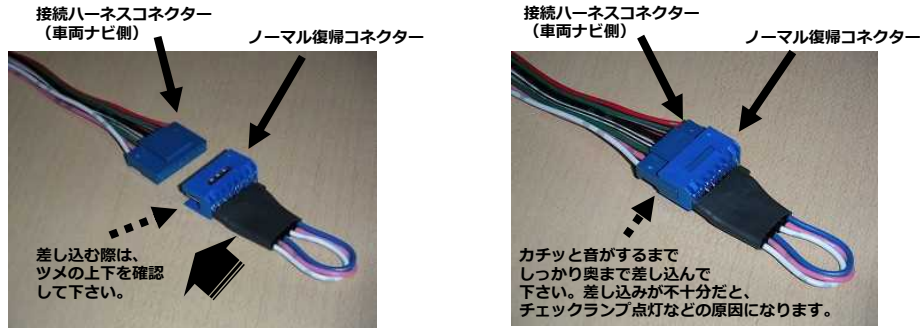 接続ハーネスコネクター
（車両ナビ側）
ノーマル復帰コネクター
差し込む際は、
ツメの上下を確認
して下さい。
接続ハーネスコネクター
（車両ナビ側）
ノーマル復帰コネクター
カチッと音がするまで
しっかり奥まで差し込んで
下さい。差し込みが不十分だと、
チェックランプ点灯などの原因になります。